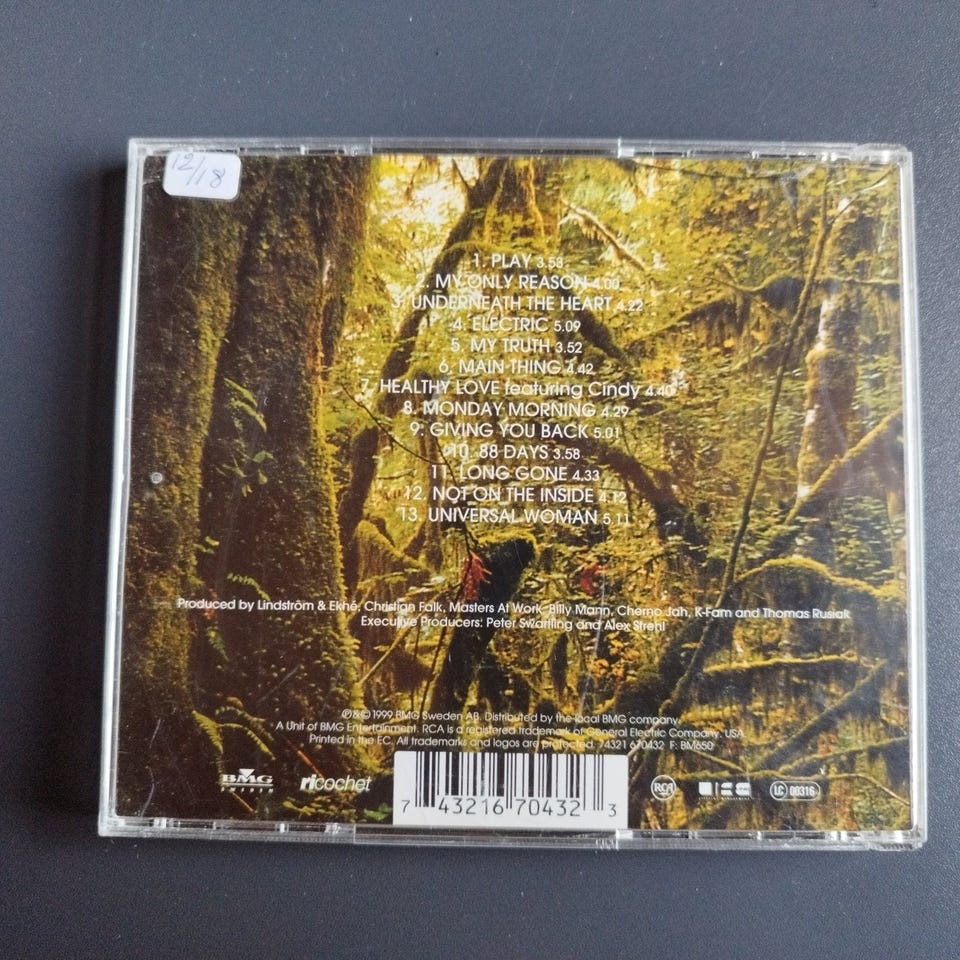 12/18
1. PLAY 3.58
2. MY ONLY REASON 4.00
3. UNDERNEATH THE HEART 4.22
4. ELECTRIC 5.09
5. MY TRUTH 3.52
6. MAIN THING 4.42
7. HEALTHY LOVE featuring Cindy 4.40
8. MONDAY MORNING 4.29
9. GIVING YOU BACK 5.01
10. 88 DAYS 3.58
11. LONG GONE 4.33
12. NOT ON THE INSIDE 4.12
13. UNIVERSAL WOMAN 5.11
Produced by Lindström & Ekhé, Christian Falk, Masters At Work, Billy Mann, Cherno Jah, K-Fam and Thomas Rusiak
Executive Producers: Peter Swartling and Alex Strehl
℗&© 1999 BMG Sweden AB. Distributed by the local BMG company.
A Unit of BMG Entertainment. RCA is a registered trademark of General Electric Company, USA
Printed in the EC. All trademarks and logos are protected. 74321 670432 F: BM650
BMG
SWEDEN
ricochet
7 43216 70432 3
RCA
LC 00316